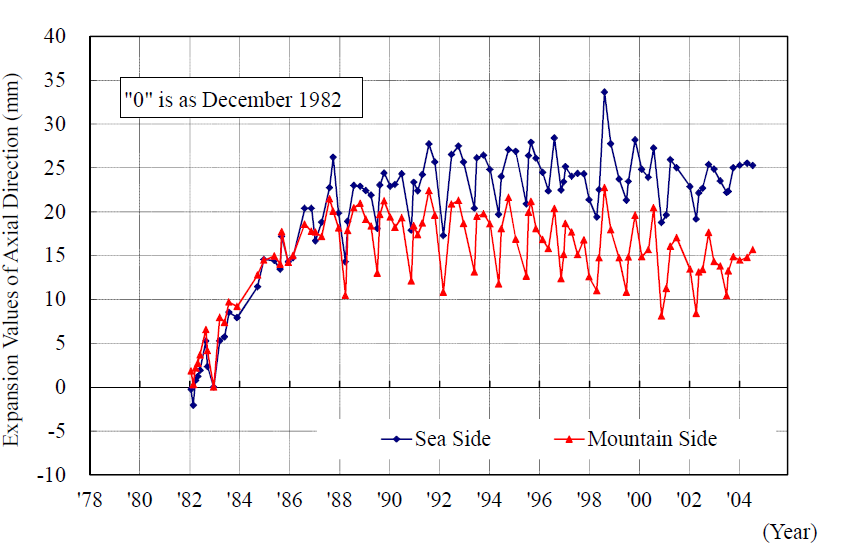 Expansion Values of Axial Direction (mm)
40
35
30
25
20
15
10
5
0
-5
-10
"0" is as December 1982
Sea Side Mountain Side
'78 '80 '82 '84 '86 '88 '90 '92 '94 '96 '98 '00 '02 '04
(Year)